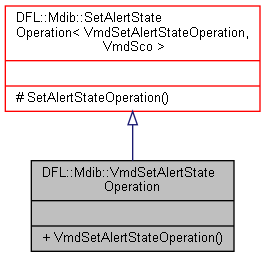 DFL::Mdib::SetAlertState
Operation< VmdSetAlertStateOperation,
VmdSco >
# SetAlertStateOperation()
DFL::Mdib::VmdSetAlertState
Operation
+ VmdSetAlertStateOperation()